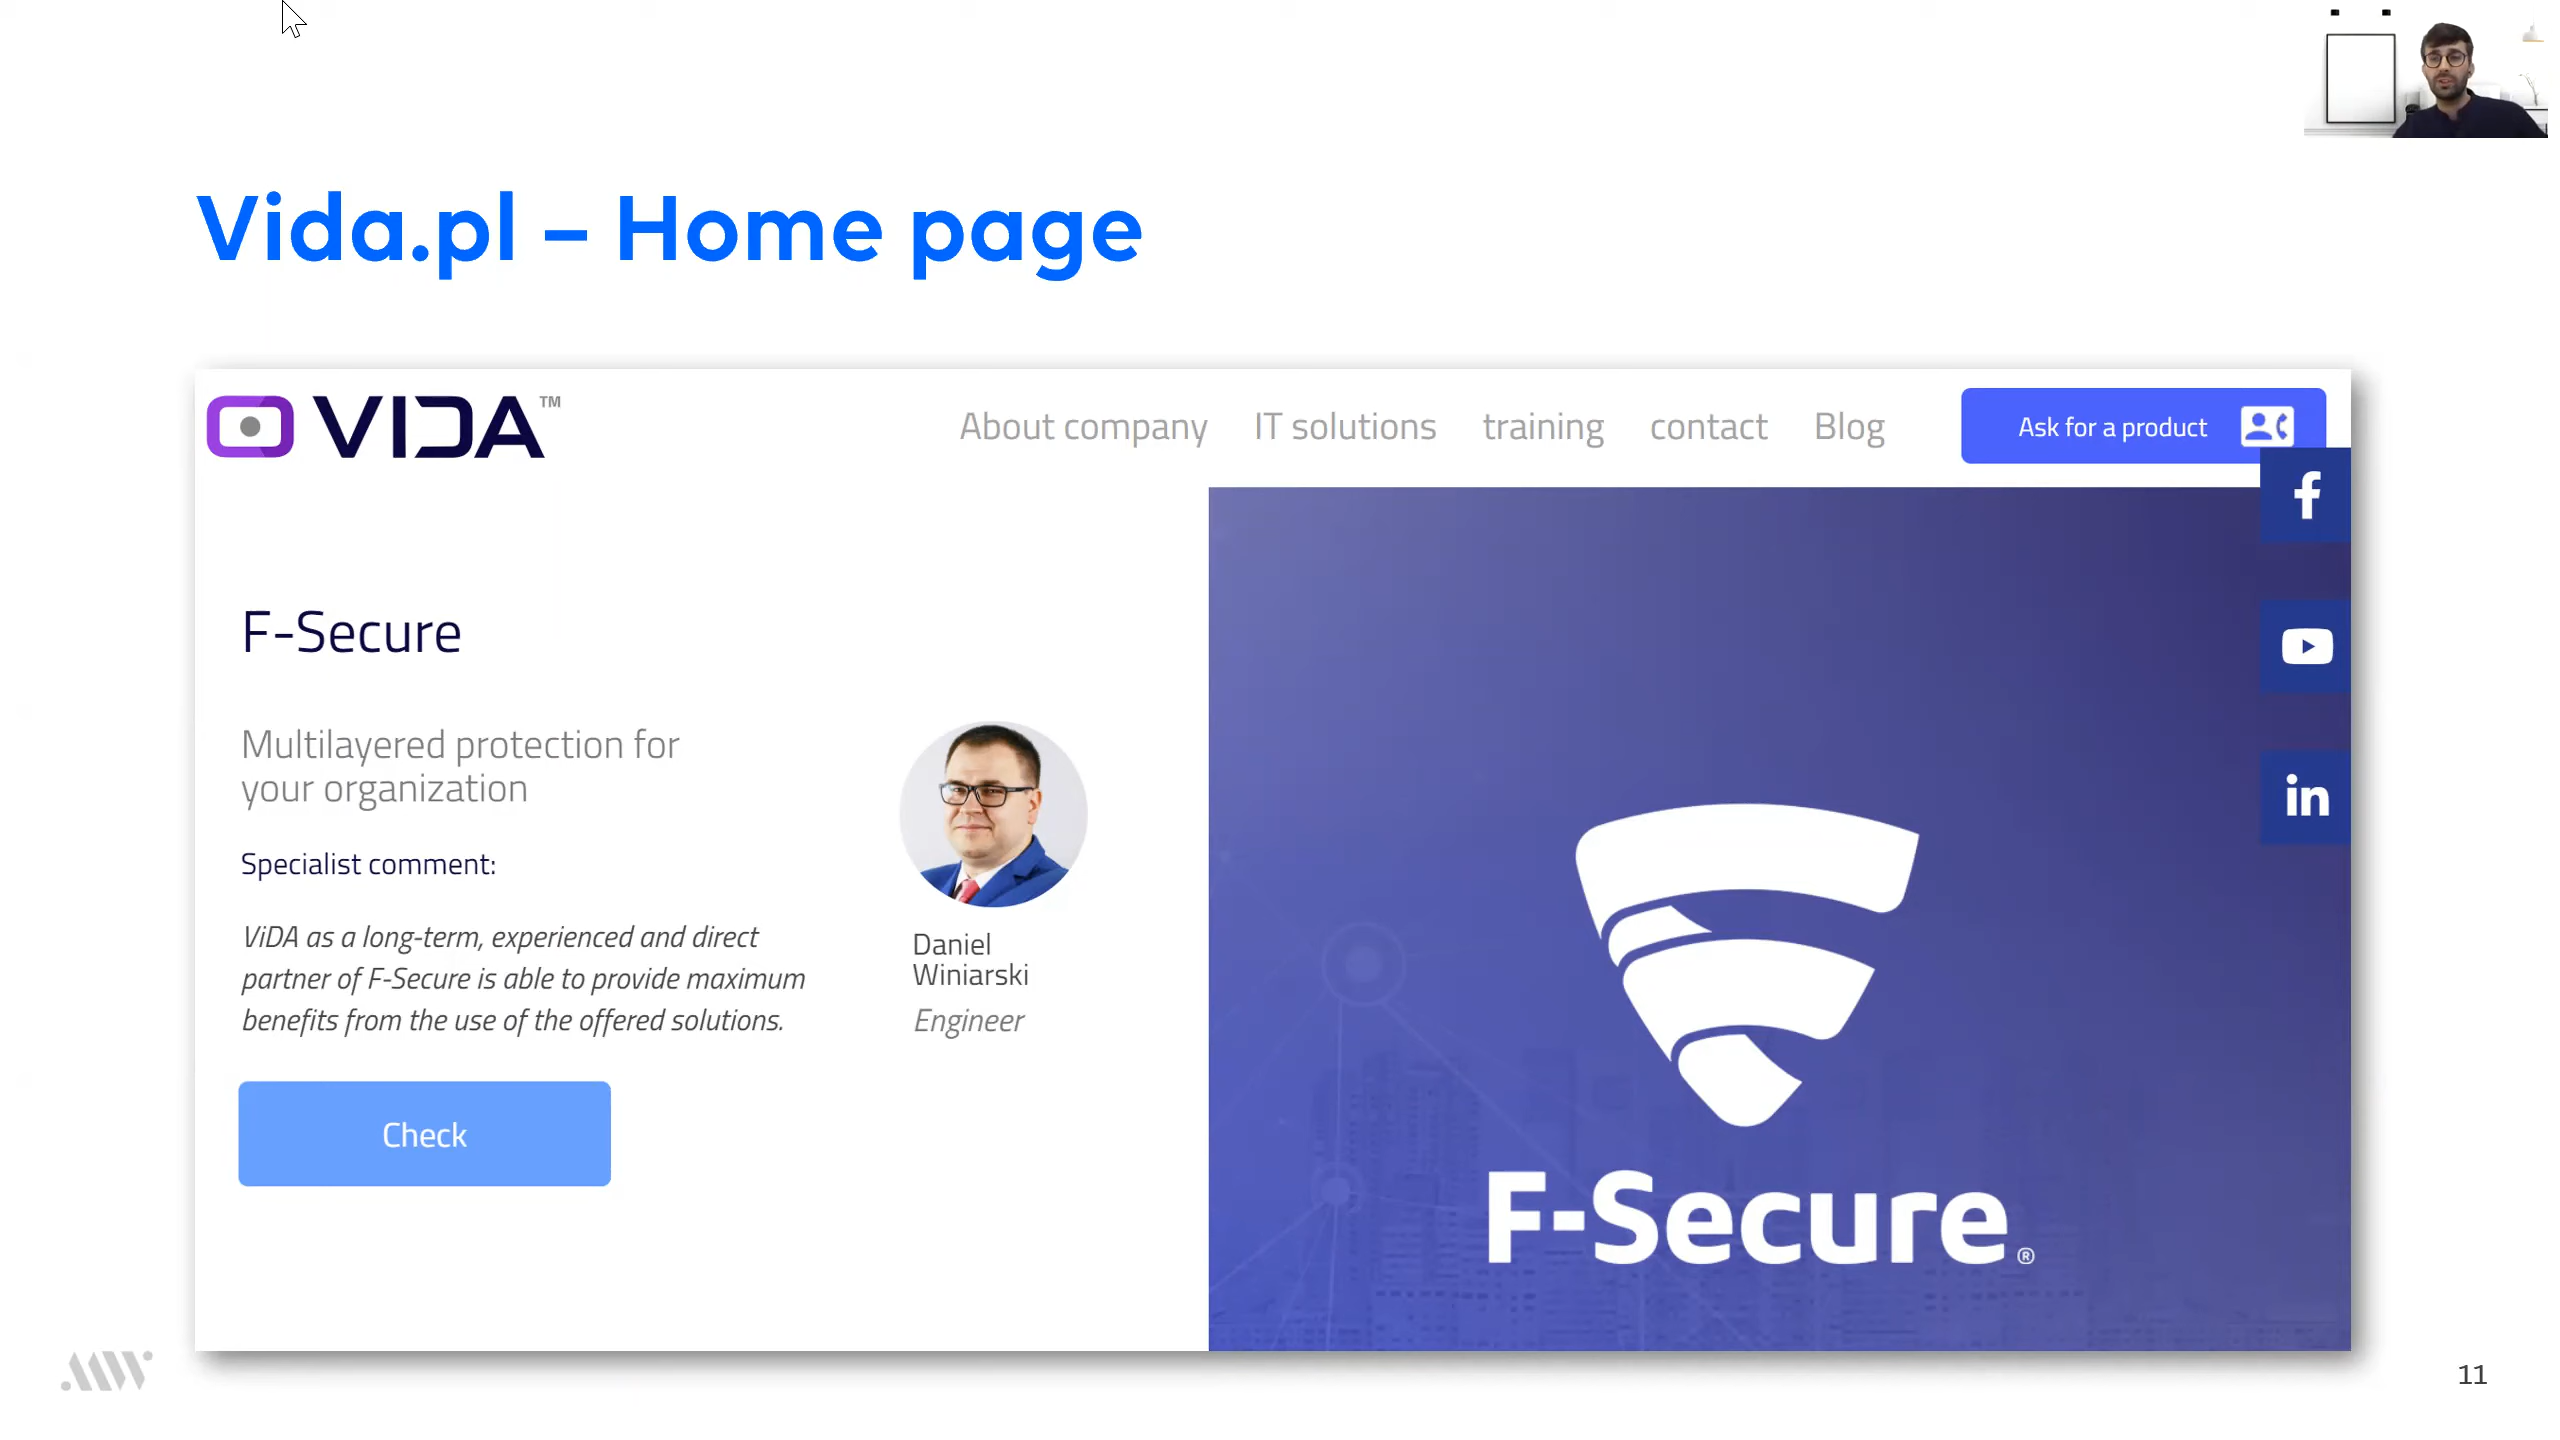 Vida.pl – Home page
VIDA™
About company IT solutions training contact Blog Ask for a product
F-Secure
Multilayered protection for
your organization
Specialist comment:
ViDA as a long-term, experienced and direct
partner of F-Secure is able to provide maximum
benefits from the use of the offered solutions.
Daniel
Winiarski
Engineer
Check
F-Secure®
f
in
11